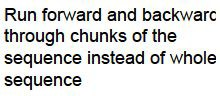 Run forward and backward
through chunks of the
sequence instead of whole
sequence